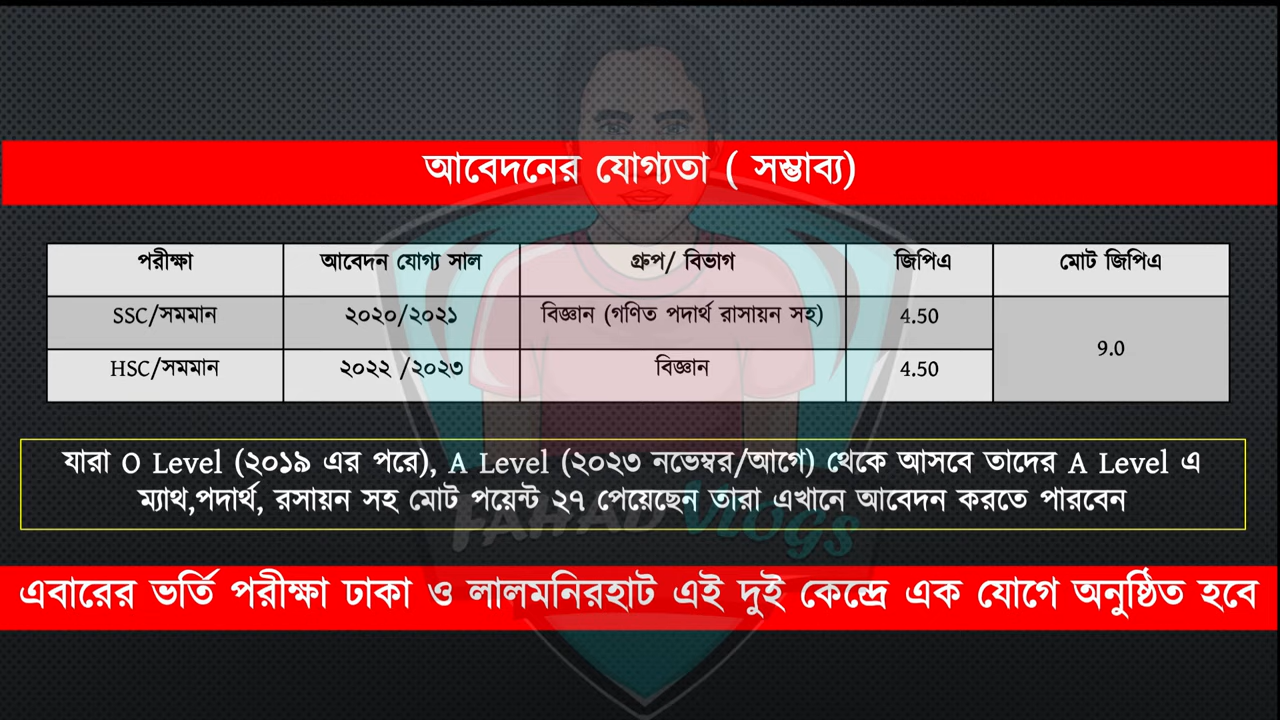 আবেদনের যোগ্যতা ( সম্ভাব্য)
পরীক্ষা আবেদন যোগ্য সাল গ্রুপ/ বিভাগ জিপিএ মোট জিপিএ
SSC/সমমান ২০২০/২০২১ বিজ্ঞান (গণিত পদার্থ রাসায়ন সহ) 4.50
9.0
HSC/সমমান ২০২২ /২০২৩ বিজ্ঞান 4.50
যারা O Level (২০১৯ এর পরে), A Level (২০২৩ নভেম্বর/আগে) থেকে আসবে তাদের A Level এ
ম্যাথ,পদার্থ, রসায়ন সহ মোট পয়েন্ট ২৭ পেয়েছেন তারা এখানে আবেদন করতে পারবেন
FAHAD Vlogs
এবারের ভর্তি পরীক্ষা ঢাকা ও লালমনিরহাট এই দুই কেন্দ্রে এক যোগে অনুষ্ঠিত হবে